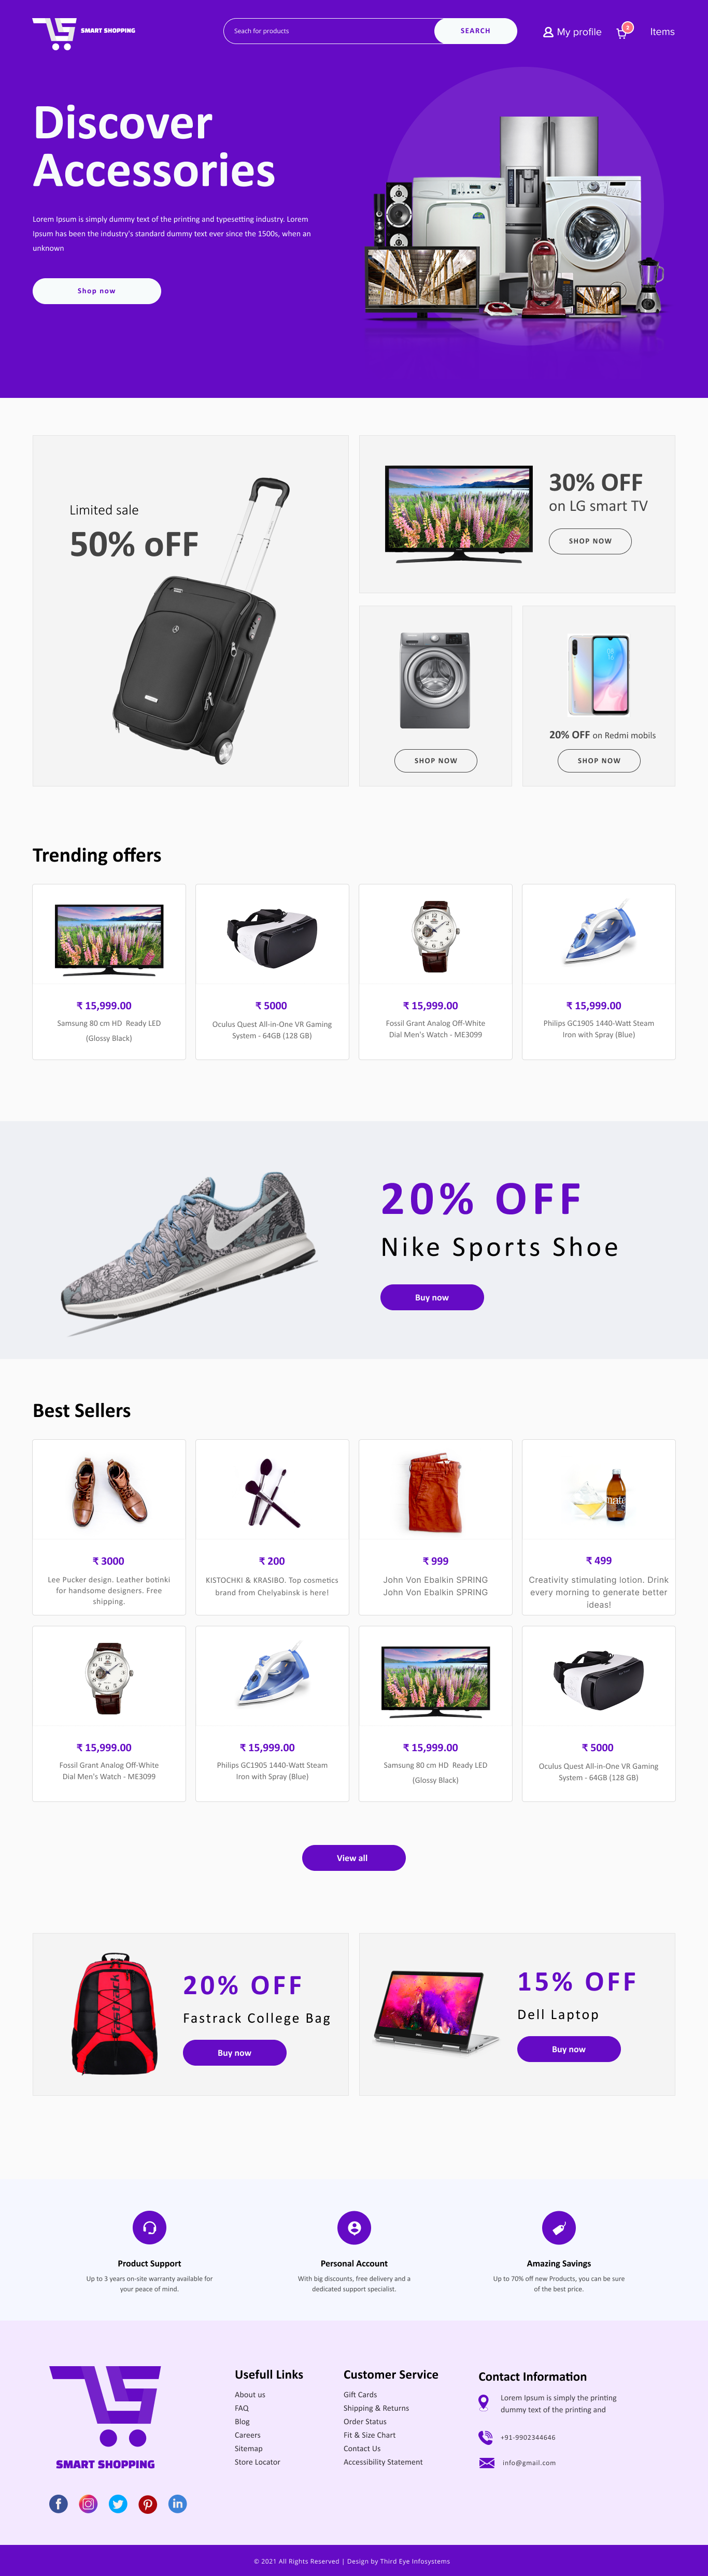 SMART SHOPPING
Seach for products
SEARCH
My profile
Items
Discover
Accessories
Lorem Ipsum is simply dummy text of the printing and typesetting industry. Lorem
Ipsum has been the industry's standard dummy text ever since the 1500s, when an
unknown
Shop now
Limited sale
50% oFF
30% OFF
on LG smart TV
SHOP NOW
SHOP NOW
20% OFF on Redmi mobils
SHOP NOW
Trending offers
₹ 15,999.00
Samsung 80 cm HD Ready LED
(Glossy Black)
₹ 5000
Oculus Quest All-in-One VR Gaming
System - 64GB (128 GB)
₹ 15,999.00
Fossil Grant Analog Off-White
Dial Men's Watch - ME3099
₹ 15,999.00
Philips GC1905 1440-Watt Steam
Iron with Spray (Blue)
20% OFF
Nike Sports Shoe
Buy now
Best Sellers
₹ 3000
Lee Pucker design. Leather botinki
for handsome designers. Free
shipping.
₹ 200
KISTOCHKI & KRASIBO. Top cosmetics
brand from Chelyabinsk is here!
₹ 999
John Von Ebalkin SPRING
John Von Ebalkin SPRING
₹ 499
Creativity stimulating lotion. Drink
every morning to generate better
ideas!
₹ 15,999.00
Fossil Grant Analog Off-White
Dial Men's Watch - ME3099
₹ 15,999.00
Philips GC1905 1440-Watt Steam
Iron with Spray (Blue)
₹ 15,999.00
Samsung 80 cm HD Ready LED
(Glossy Black)
₹ 5000
Oculus Quest All-in-One VR Gaming
System - 64GB (128 GB)
View all
fastrack
20% OFF
Fastrack College Bag
Buy now
15% OFF
Dell Laptop
Buy now
Product Support
Up to 3 years on-site warranty available for
your peace of mind.
Personal Account
With big discounts, free delivery and a
dedicated support specialist.
Amazing Savings
Up to 70% off new Products, you can be sure
of the best price.
SMART SHOPPING
Usefull Links
About us
FAQ
Blog
Careers
Sitemap
Store Locator
Customer Service
Gift Cards
Shipping & Returns
Order Status
Fit & Size Chart
Contact Us
Accessibility Statement
Contact Information
Lorem Ipsum is simply the printing
dummy text of the printing and
+91-9902344646
info@gmail.com
© 2021 All Rights Reserved | Design by Third Eye Infosystems